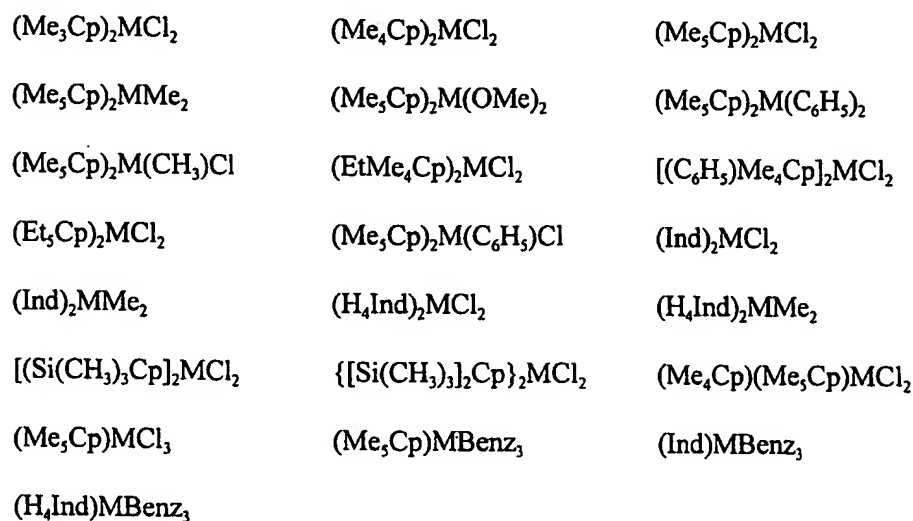 (Me₃Cp)₂MCl₂ (Me₄Cp)₂MCl₂ (Me₅Cp)₂MCl₂
(Me₅Cp)₂MMe₂ (Me₅Cp)₂M(OMe)₂ (Me₅Cp)₂M(C₆H₅)₂
(Me₅Cp)₂M(CH₃)Cl (EtMe₄Cp)₂MCl₂ [(C₆H₅)Me₄Cp]₂MCl₂
(Et₅Cp)₂MCl₂ (Me₅Cp)₂M(C₆H₅)Cl (Ind)₂MCl₂
(Ind)₂MMe₂ (H₄Ind)₂MCl₂ (H₄Ind)₂MMe₂
[(Si(CH₃)₃Cp]₂MCl₂ {[Si(CH₃)₃]₂Cp}₂MCl₂ (Me₄Cp)(Me₅Cp)MCl₂
(Me₅Cp)MCl₃ (Me₅Cp)MBenz₃ (Ind)MBenz₃
(H₄Ind)MBenz₃